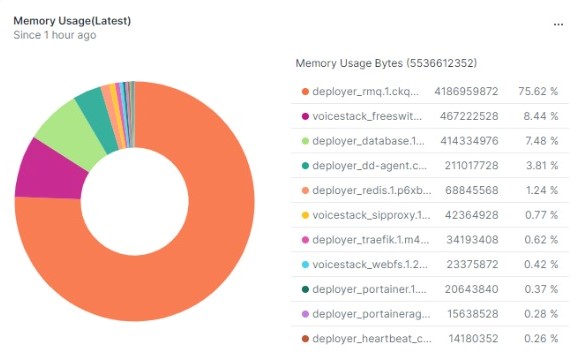 Memory Usage(Latest)
...
Since 1 hour ago
Memory Usage Bytes (5536612352)
deployer_rmq.1.ckq... 4186959872 75.62 %
voicestack_freeswit... 467222528 8.44 %
deployer_database.1... 414334976 7.48 %
deployer_dd-agent.c... 211017728 3.81 %
deployer_redis.1.p6xb... 68845568 1.24 %
voicestack_sipproxy.1... 42364928 0.77 %
deployer_traefik.1.m4... 34193408 0.62 %
voicestack_webfs.1.2... 23375872 0.42 %
deployer_portainer.1.... 20643840 0.37 %
deployer_portainerag... 15638528 0.28 %
deployer_heartbeat_c... 14180352 0.26 %